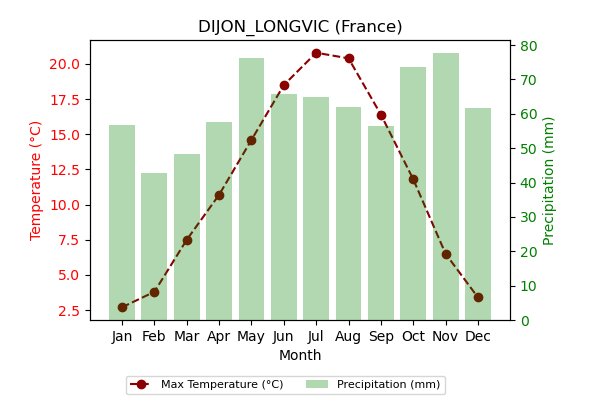 DIJON_LONGVIC (France)
Temperature (°C)
20.0
17.5
15.0
12.5
10.0
7.5
5.0
2.5
80
70
60
50
40
30
20
10
0
Precipitation (mm)
Jan Feb Mar Apr May Jun Jul Aug Sep Oct Nov Dec
Month
Max Temperature (°C) Precipitation (mm)